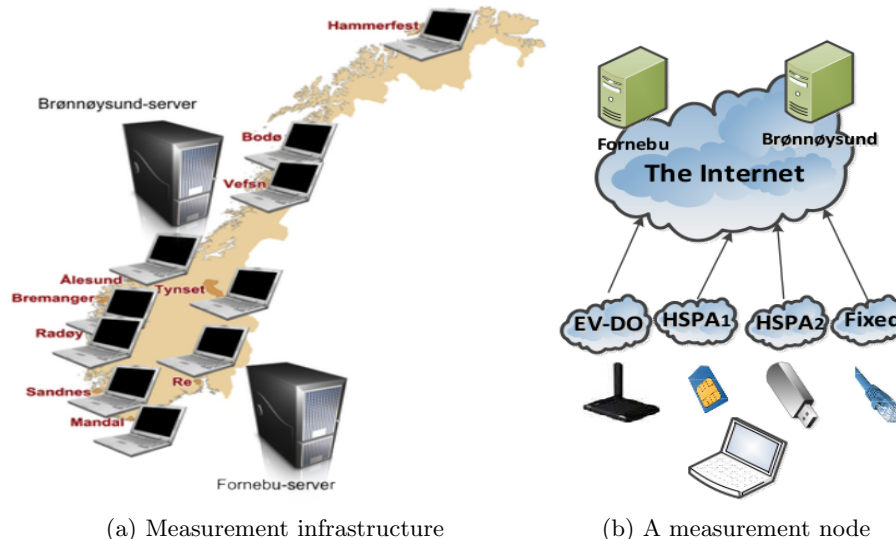 Hammerfest
Brønnøysund-server
Bodø
Vefsn
Ålesund
Tynset
Bremanger
Radøy
Re
Sandnes
Mandal
Fornebu-server
(a) Measurement infrastructure
Fornebu
Brønnøysund
The Internet
EV-DO
HSPA1
HSPA2
Fixed
(b) A measurement node